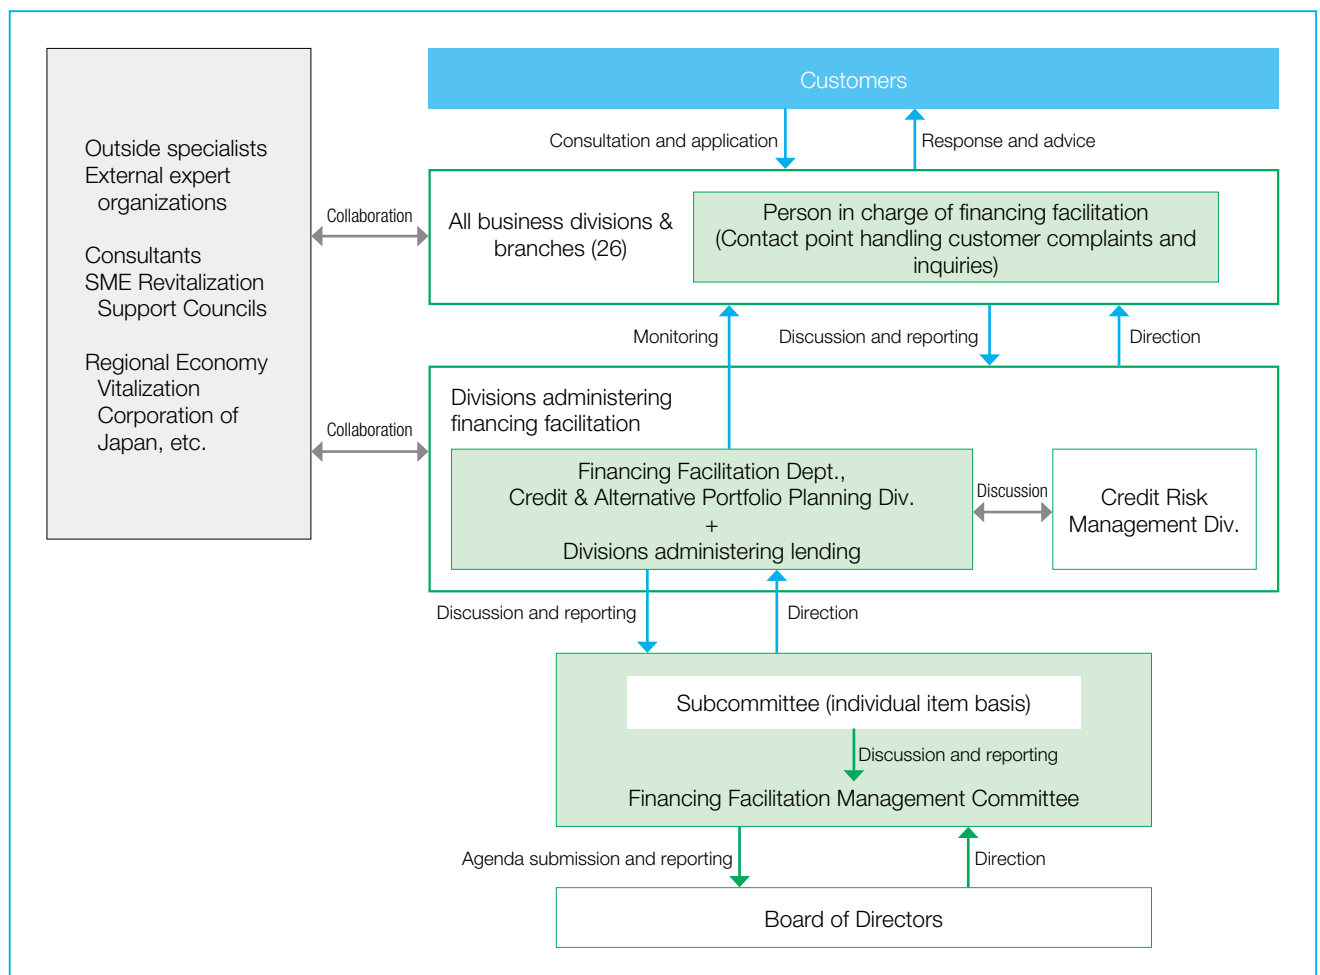 Customers
Consultation and application
Response and advice
Outside specialists
External expert
organizations
Consultants
SME Revitalization
Support Councils
Regional Economy
Vitalization
Corporation of
Japan, etc.
Collaboration
All business divisions &
branches (26)
Person in charge of financing facilitation
(Contact point handling customer complaints and
inquiries)
Monitoring
Discussion and reporting
Direction
Collaboration
Divisions administering
financing facilitation
Financing Facilitation Dept.,
Credit & Alternative Portfolio Planning Div.
+
Divisions administering lending
Discussion
Credit Risk
Management Div.
Discussion and reporting
Direction
Subcommittee (individual item basis)
Discussion and reporting
Financing Facilitation Management Committee
Agenda submission and reporting
Direction
Board of Directors